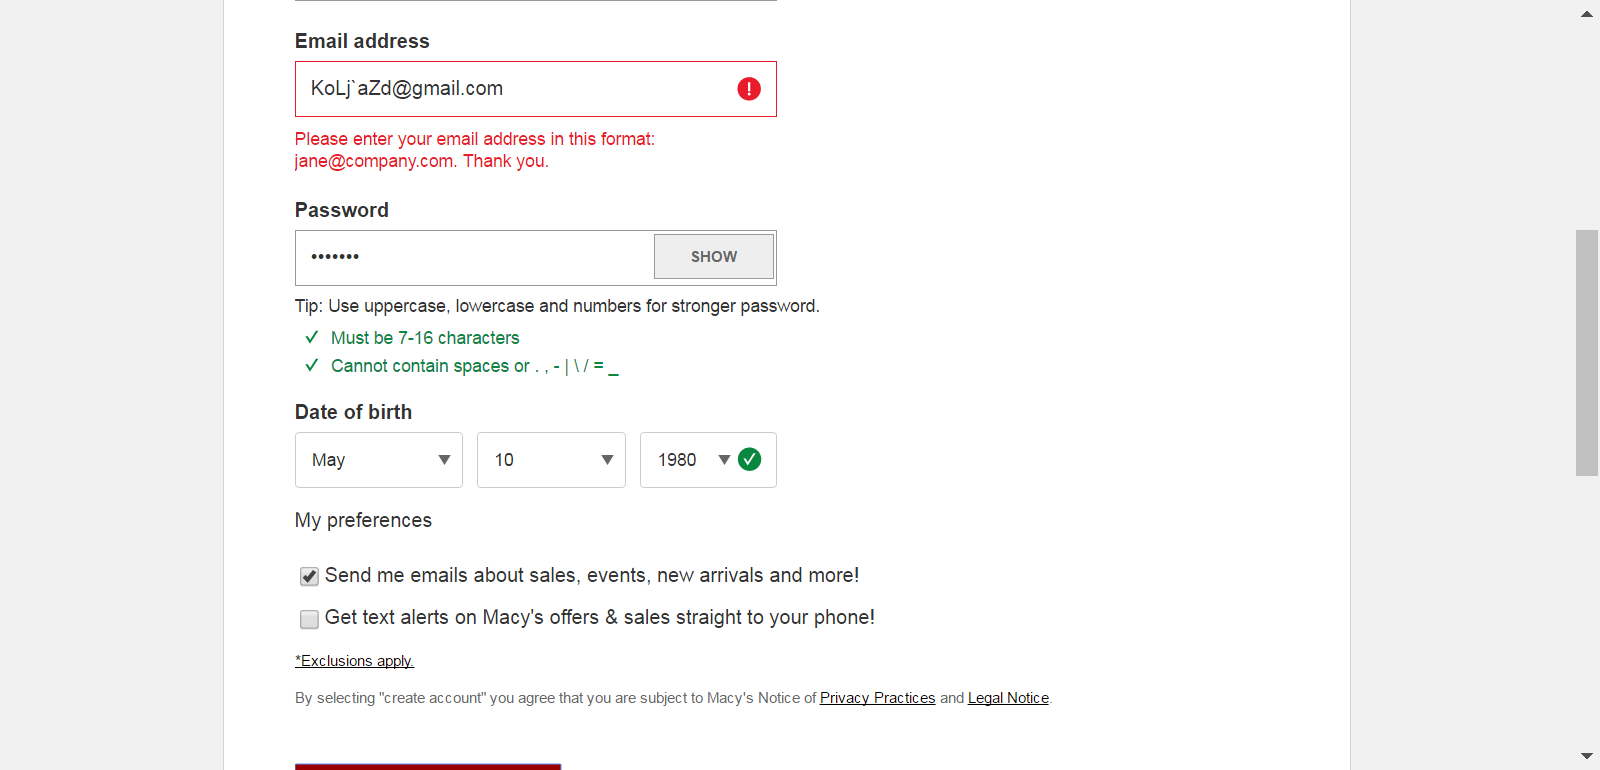 Email address
KoLj`aZd@gmail.com
Please enter your email address in this format:
jane@company.com. Thank you.
Password
•••••••
SHOW
Tip: Use uppercase, lowercase and numbers for stronger password.
✓ Must be 7-16 characters
✓ Cannot contain spaces or . , - | \ / = _
Date of birth
May 10 1980
My preferences
Send me emails about sales, events, new arrivals and more!
Get text alerts on Macy's offers & sales straight to your phone!
*Exclusions apply.
By selecting "create account" you agree that you are subject to Macy's Notice of Privacy Practices and Legal Notice.